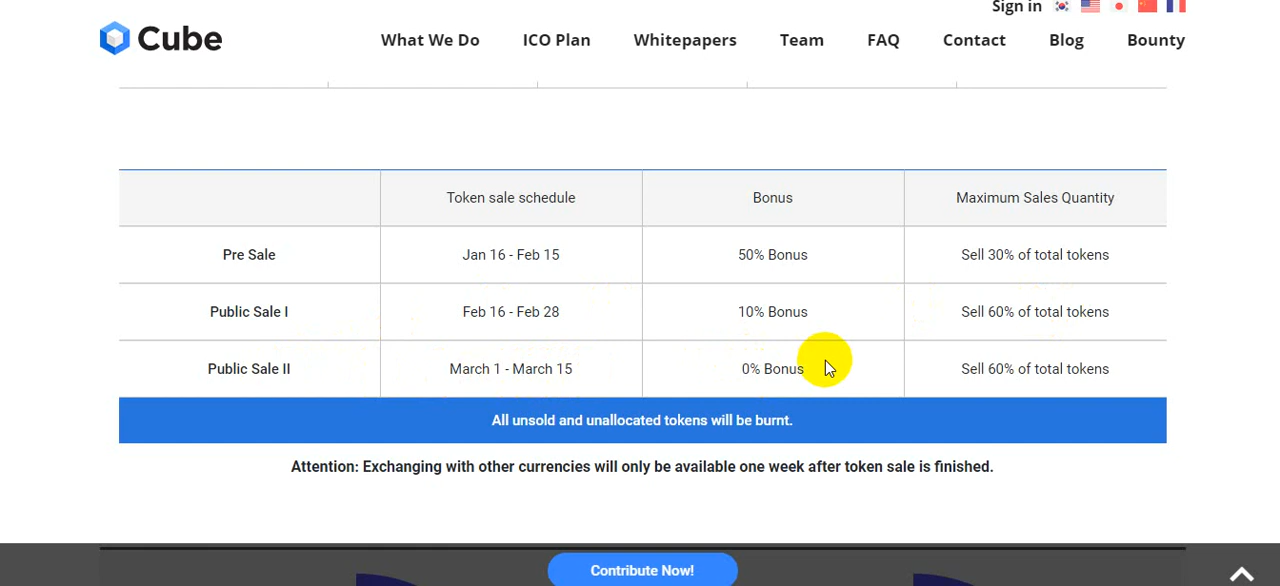 Sign in
Cube
What We Do ICO Plan Whitepapers Team FAQ Contact Blog Bounty
Token sale schedule Bonus Maximum Sales Quantity
Pre Sale Jan 16 - Feb 15 50% Bonus Sell 30% of total tokens
Public Sale I Feb 16 - Feb 28 10% Bonus Sell 60% of total tokens
Public Sale II March 1 - March 15 0% Bonus Sell 60% of total tokens
All unsold and unallocated tokens will be burnt.
Attention: Exchanging with other currencies will only be available one week after token sale is finished.
Contribute Now!